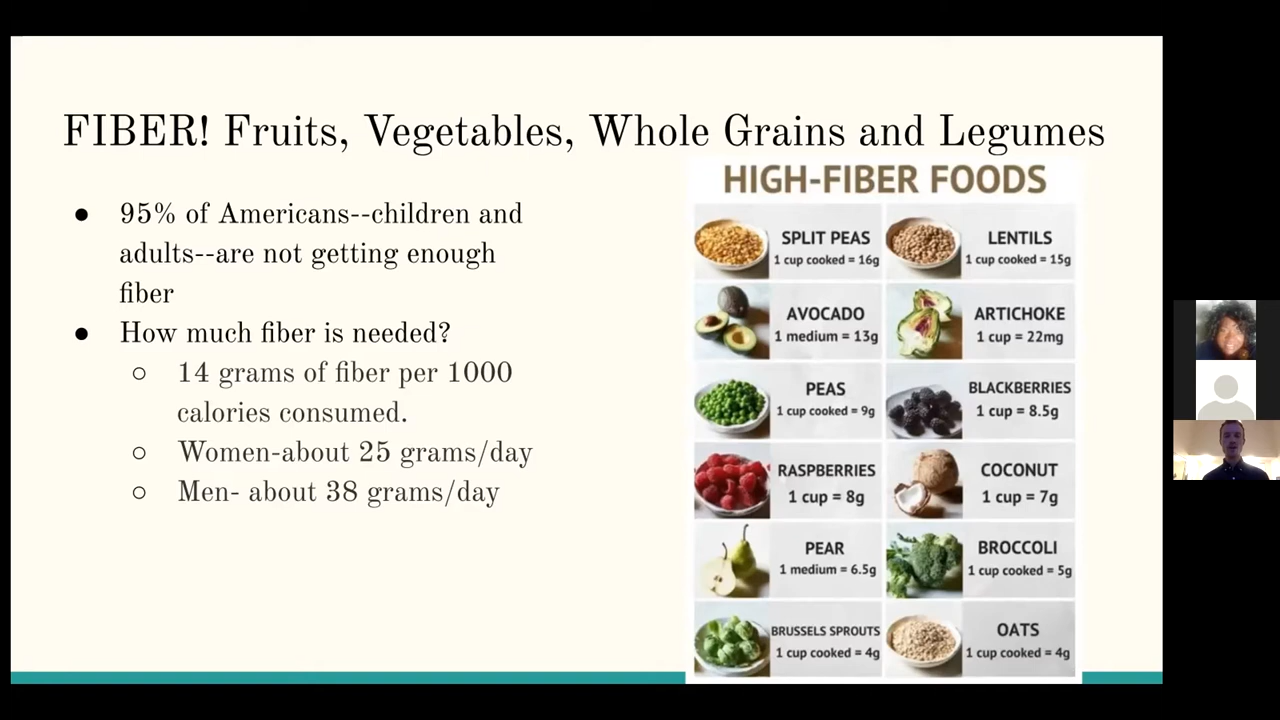 FIBER! Fruits, Vegetables, Whole Grains and Legumes
● 95% of Americans--children and
adults--are not getting enough
fiber
● How much fiber is needed?
○ 14 grams of fiber per 1000
calories consumed.
○ Women-about 25 grams/day
○ Men- about 38 grams/day
HIGH-FIBER FOODS
SPLIT PEAS
1 cup cooked = 16g
LENTILS
1 cup cooked = 15g
AVOCADO
1 medium = 13g
ARTICHOKE
1 cup = 22mg
PEAS
1 cup cooked = 9g
BLACKBERRIES
1 cup = 8.5g
RASPBERRIES
1 cup = 8g
COCONUT
1 cup = 7g
PEAR
1 medium = 6.5g
BROCCOLI
1 cup cooked = 5g
BRUSSELS SPROUTS
1 cup cooked = 4g
OATS
1 cup cooked = 4g